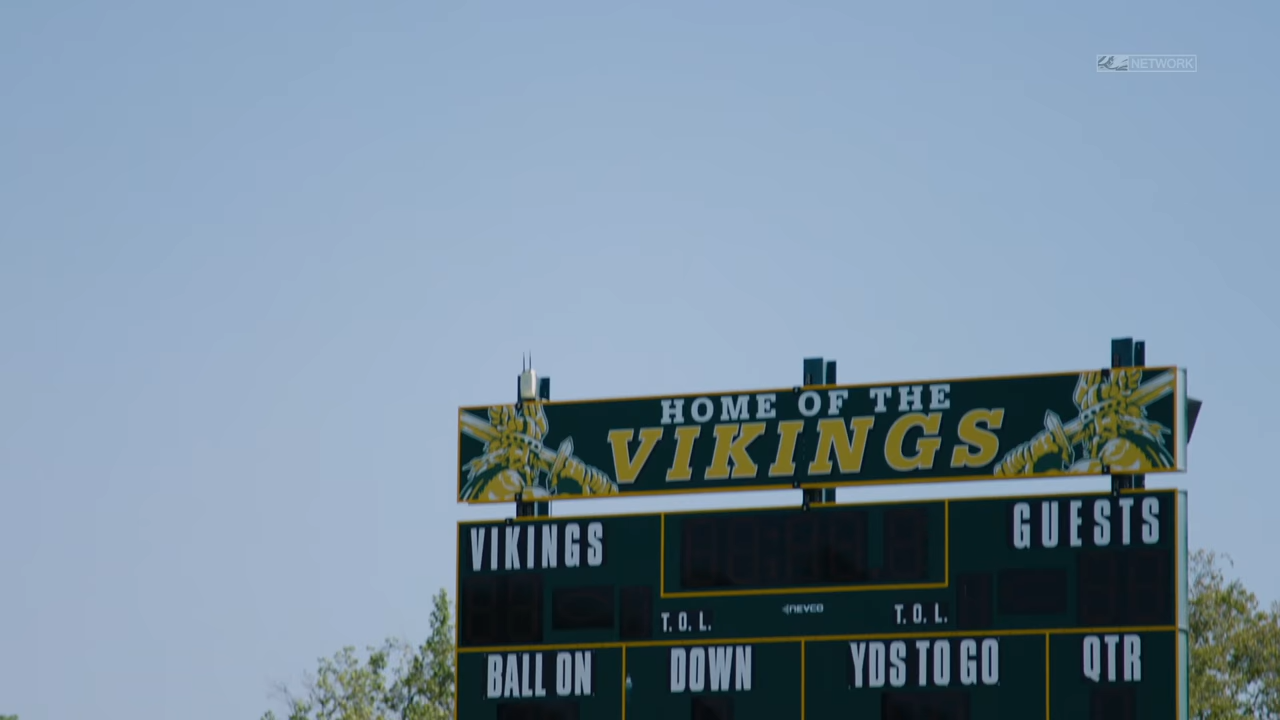 NETWORK
HOME OF THE
VIKINGS
VIKINGS
GUESTS
T.O.L.
NEVCO
T.O.L.
BALL ON
DOWN
YDS TO GO
QTR